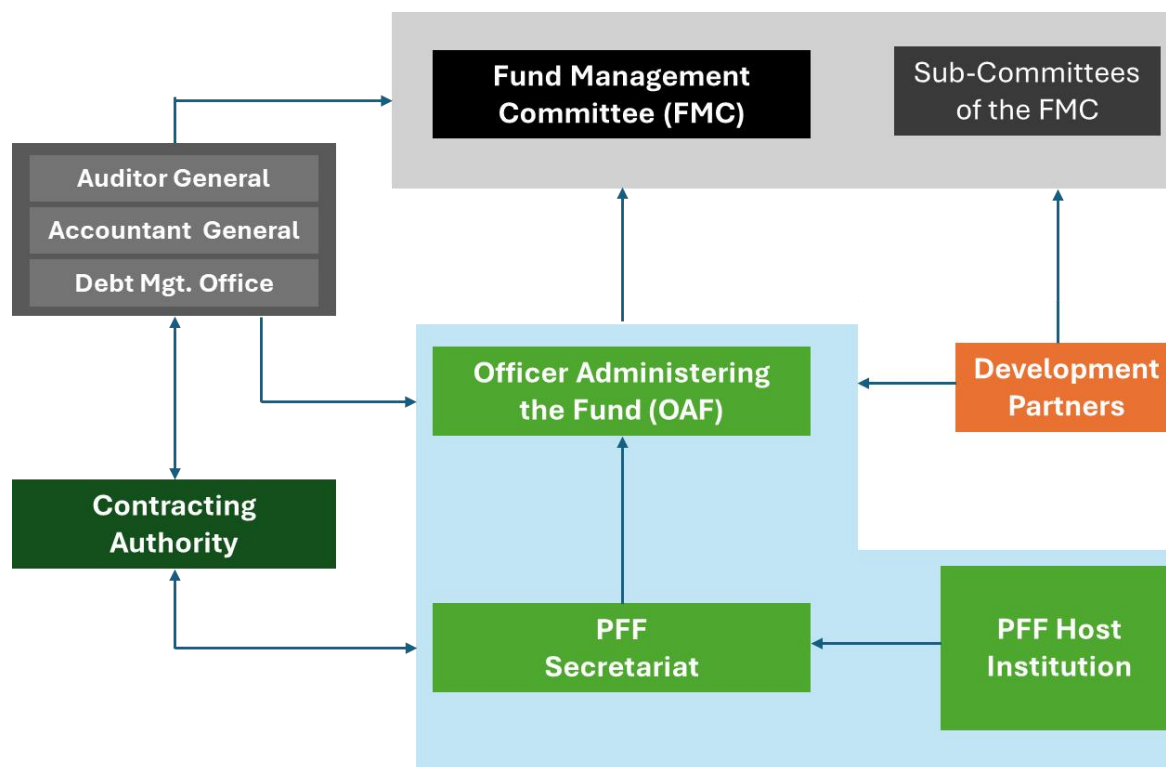 Fund Management
Committee (FMC)
Sub-Committees
of the FMC
Auditor General
Accountant General
Debt Mgt. Office
Officer Administering
the Fund (OAF)
Development
Partners
Contracting
Authority
PFF
Secretariat
PFF Host
Institution